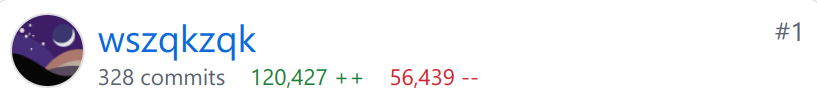 wszqkzqk #1
328 commits 120,427 ++ 56,439 --